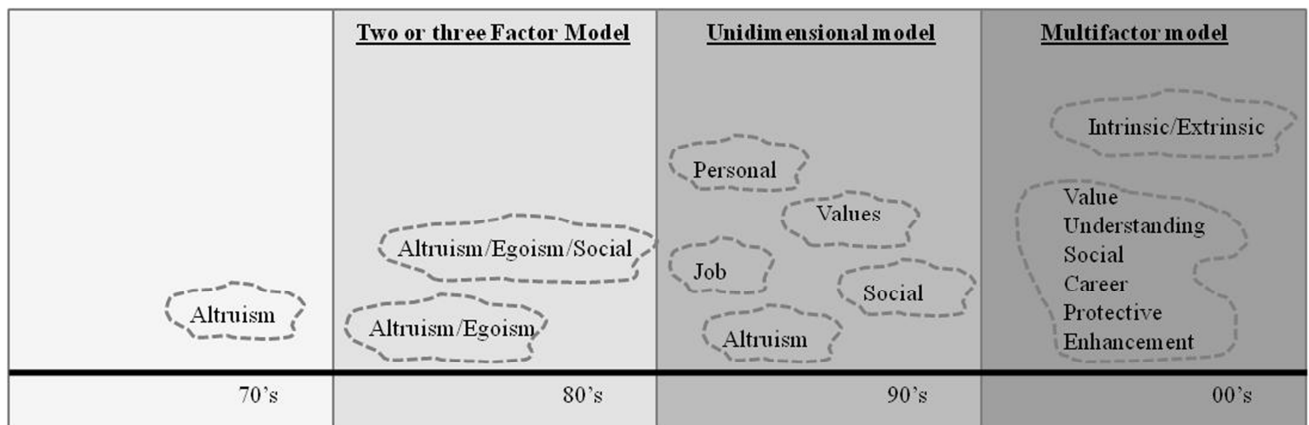 Two or three Factor Model
Unidimensional model
Multifactor model
Intrinsic/Extrinsic
Personal
Values
Value
Understanding
Social
Career
Protective
Enhancement
Altruism/Egoism/Social
Job
Social
Altruism
Altruism/Egoism
Altruism
70’s
80’s
90’s
00’s